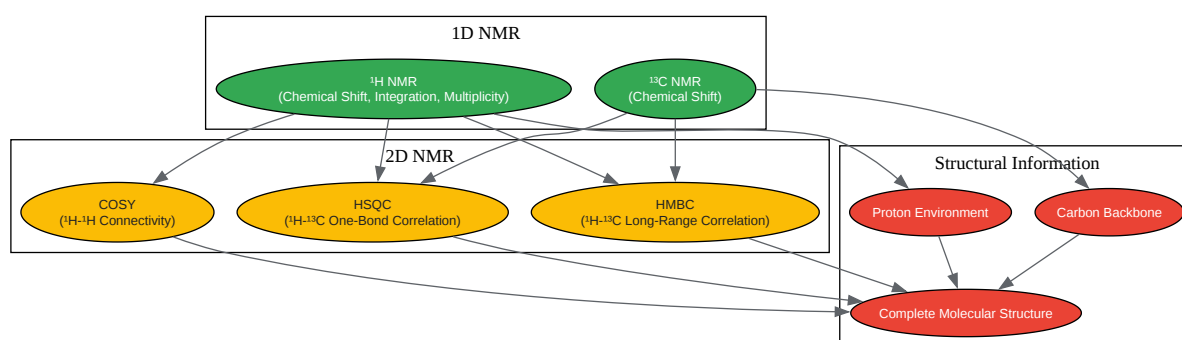 1D NMR
¹H NMR
(Chemical Shift, Integration, Multiplicity)
¹³C NMR
(Chemical Shift)
2D NMR
COSY
(¹H-¹H Connectivity)
HSQC
(¹H-¹³C One-Bond Correlation)
HMBC
(¹H-¹³C Long-Range Correlation)
Structural Information
Proton Environment
Carbon Backbone
Complete Molecular Structure